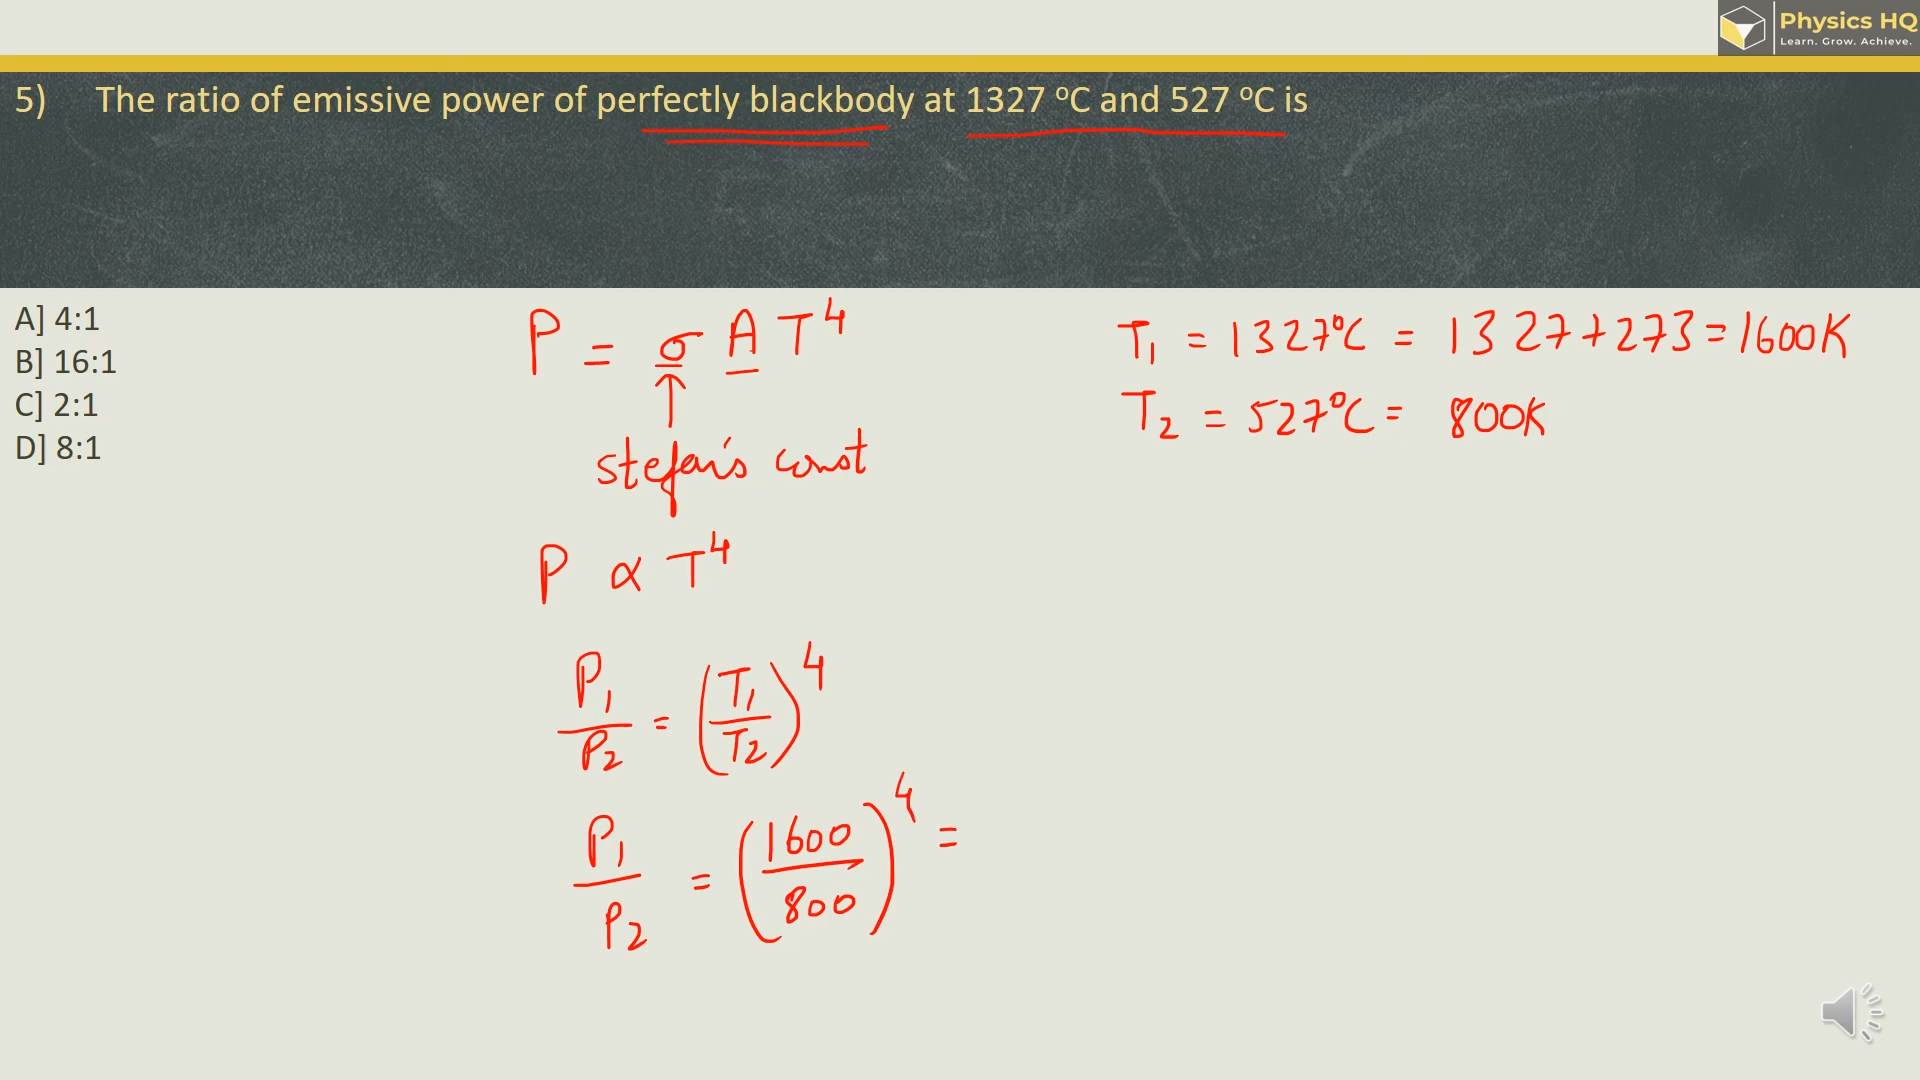 Physics HQ
Learn. Grow. Achieve.
5) The ratio of emissive power of perfectly blackbody at 1327 °C and 527 °C is
A] 4:1
B] 16:1
C] 2:1
D] 8:1
P = σ A T⁴
stefan's const
P ∝ T⁴
P₁/P₂ = (T₁/T₂)⁴
P₁/P₂ = (1600/800)⁴ =
T₁ = 1327°C = 1327+273 = 1600K
T₂ = 527°C = 800K